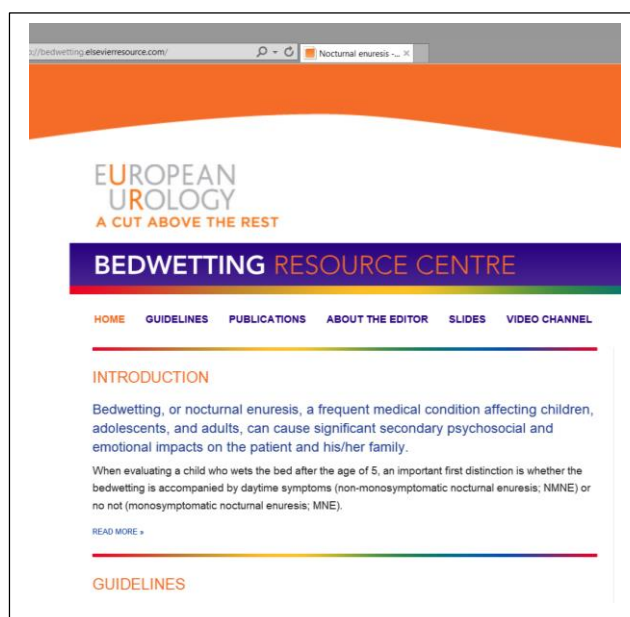 ://bedwetting.elsevierresource.com/
Nocturnal enuresis -...
EUROPEAN
UROLOGY
A CUT ABOVE THE REST
BEDWETTING RESOURCE CENTRE
HOME GUIDELINES PUBLICATIONS ABOUT THE EDITOR SLIDES VIDEO CHANNEL
INTRODUCTION
Bedwetting, or nocturnal enuresis, a frequent medical condition affecting children,
adolescents, and adults, can cause significant secondary psychosocial and
emotional impacts on the patient and his/her family.
When evaluating a child who wets the bed after the age of 5, an important first distinction is whether the
bedwetting is accompanied by daytime symptoms (non-monosymptomatic nocturnal enuresis; NMNE) or
no not (monosymptomatic nocturnal enuresis; MNE).
READ MORE »
GUIDELINES